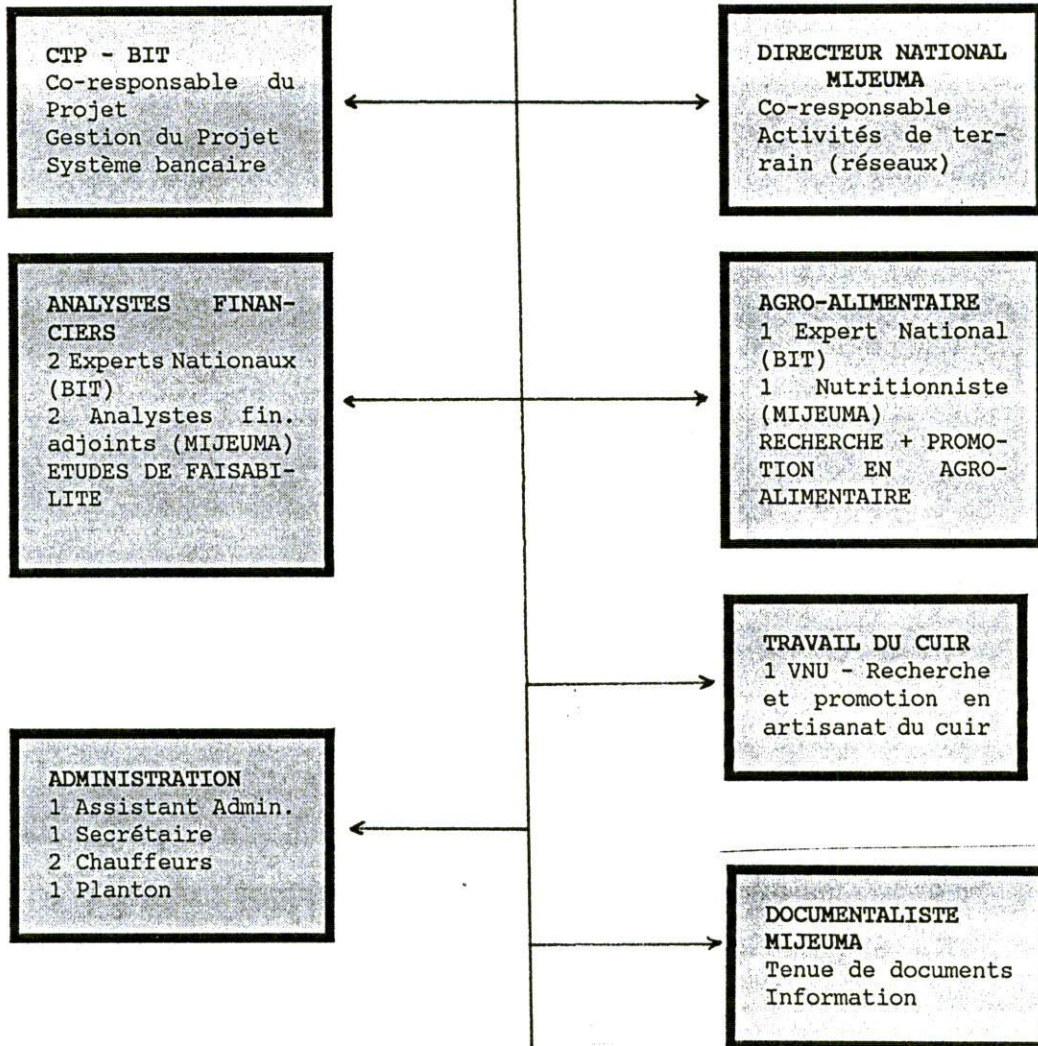 CTP - BIT
Co-responsable du
Projet
Gestion du Projet
Système bancaire
DIRECTEUR NATIONAL
MIJEUMA
Co-responsable
Activités de ter-
rain (réseaux)
ANALYSTES FINAN-
CIERS
2 Experts Nationaux
(BIT)
2 Analystes fin.
adjoints (MIJEUMA)
ETUDES DE FAISABI-
LITE
AGRO-ALIMENTAIRE
1 Expert National
(BIT)
1 Nutritionniste
(MIJEUMA)
RECHERCHE + PROMO-
TION EN AGRO-
ALIMENTAIRE
TRAVAIL DU CUIR
1 VNU - Recherche
et promotion en
artisanat du cuir
ADMINISTRATION
1 Assistant Admin.
1 Secrétaire
2 Chauffeurs
1 Planton
DOCUMENTALISTE
MIJEUMA
Tenue de documents
Information